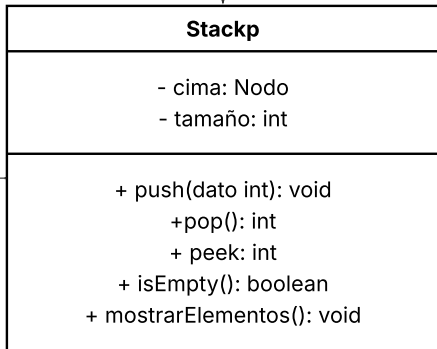 Stackp
- cima: Nodo
- tamaño: int
+ push(dato int): void
+pop(): int
+ peek: int
+ isEmpty(): boolean
+ mostrarElementos(): void